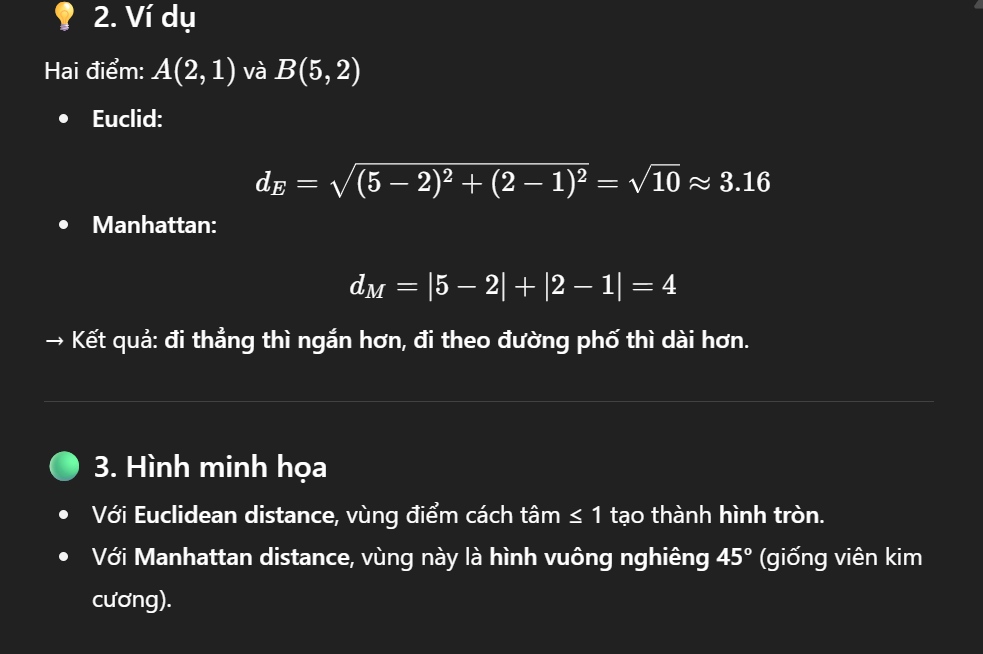 💡 2. Ví dụ
Hai điểm: A(2, 1) và B(5, 2)
• Euclid:
d_E = √((5 − 2)² + (2 − 1)²) = √10 ≈ 3.16
• Manhattan:
d_M = |5 − 2| + |2 − 1| = 4
→ Kết quả: đi thẳng thì ngắn hơn, đi theo đường phố thì dài hơn.
3. Hình minh họa
• Với Euclidean distance, vùng điểm cách tâm ≤ 1 tạo thành hình tròn.
• Với Manhattan distance, vùng này là hình vuông nghiêng 45° (giống viên kim
cương).